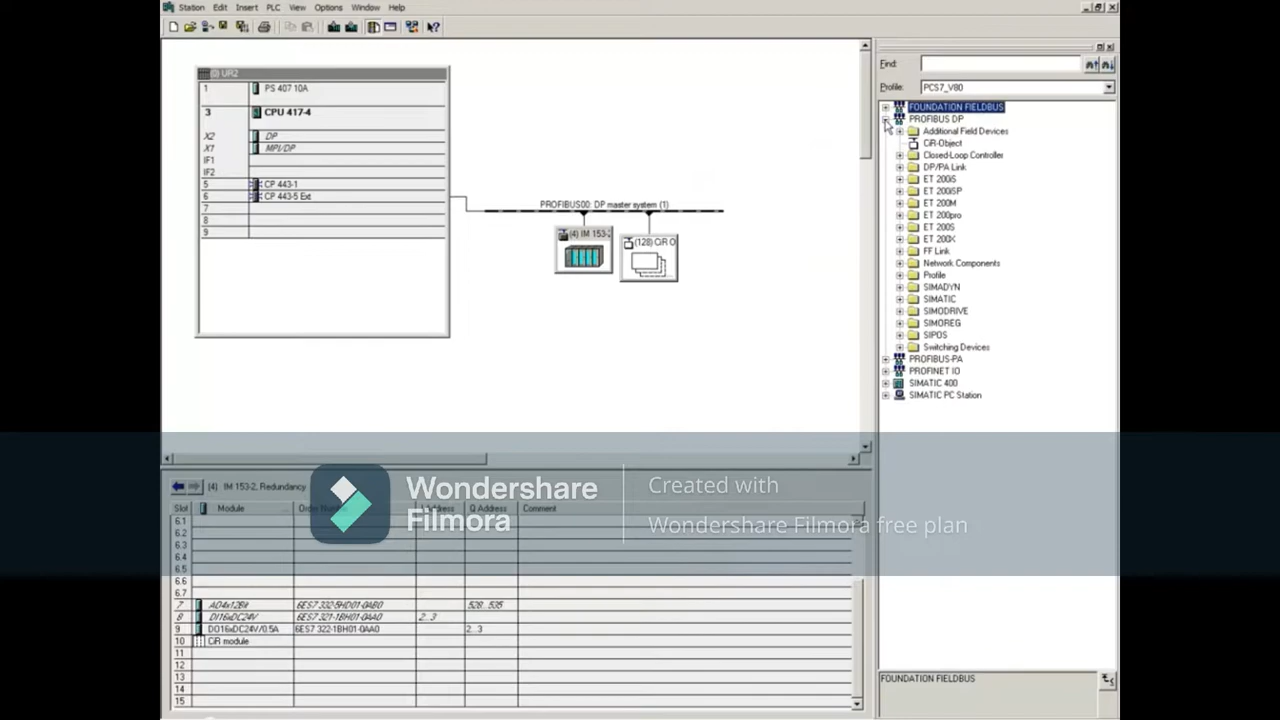 Station Edit Insert PLC View Options Window Help
Find:
Profile: PCS7_V80
(0) UR2
1 PS 407 10A
3 CPU 417-4
X2 DP
X1 MPI/DP
IF1
IF2
5 CP 443-1
6 CP 443-5 Ext
7
8
9
PROFIBUS00: DP master system (1)
(4) IM 153-2
(128) CiR O
FOUNDATION FIELDBUS
PROFIBUS DP
Additional Field Devices
CiR-Object
Closed-Loop Controller
DP/PA Link
ET 200iS
ET 200iSP
ET 200M
ET 200pro
ET 200S
ET 200X
FF Link
Network Components
Profile
SIMADYN
SIMATIC
SIMODRIVE
SIMOREG
SIPOS
Switching Devices
PROFIBUS-PA
PROFINET IO
SIMATIC 400
SIMATIC PC Station
(4) IM 153-2, Redundancy
Slot Module Q Address Comment
6.1
6.2
6.3
6.4
6.5
6.6
6.7
7 AO4x12Bit 6ES7 332-5HD01-0AB0 528...535
8 DI16xDC24V 6ES7 321-1BH01-0AA0 2...3
9 DO16xDC24V/0.5A 6ES7 322-1BH01-0AA0 2...3
10 CiR module
11
12
13
14
15
Wondershare
Filmora
Created with
Wondershare Filmora free plan
FOUNDATION FIELDBUS